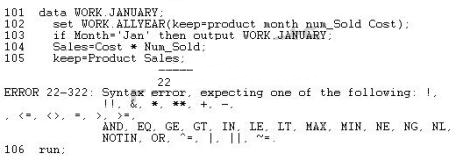 101 data WORK.JANUARY;
102 set WORK.ALLYEAR(keep=product month num_Sold Cost);
103 if Month='Jan' then output WORK.JANUARY;
104 Sales=Cost * Num_Sold;
105 keep=Product Sales;
-----
22
ERROR 22-322: Syntax error, expecting one of the following: !,
!!, &, *, **, +, -,
, <=, <>, =, >, >=,
AND, EQ, GE, GT, IN, LE, LT, MAX, MIN, NE, NG, NL,
NOTIN, OR, ^=, |, ||, ~=.
106 run;